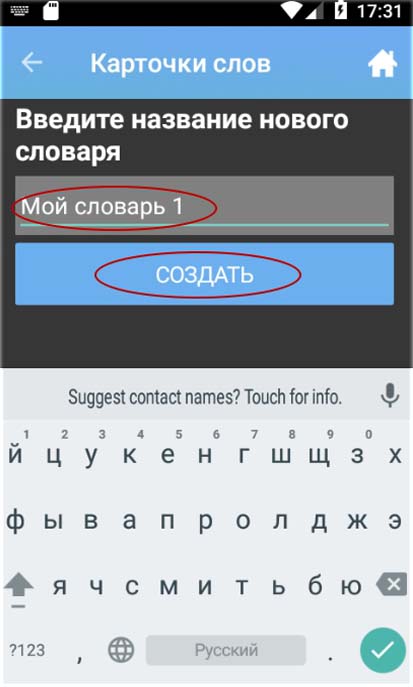 17:31
Карточки слов
Введите название нового
словаря
Мой словарь 1
СОЗДАТЬ
Suggest contact names? Touch for info.
1 2 3 4 5 6 7 8 9 0
й ц у к е н г ш щ з х
ф ы в а п р о л д ж э
я ч с м и т ь б ю
?123 , Русский .